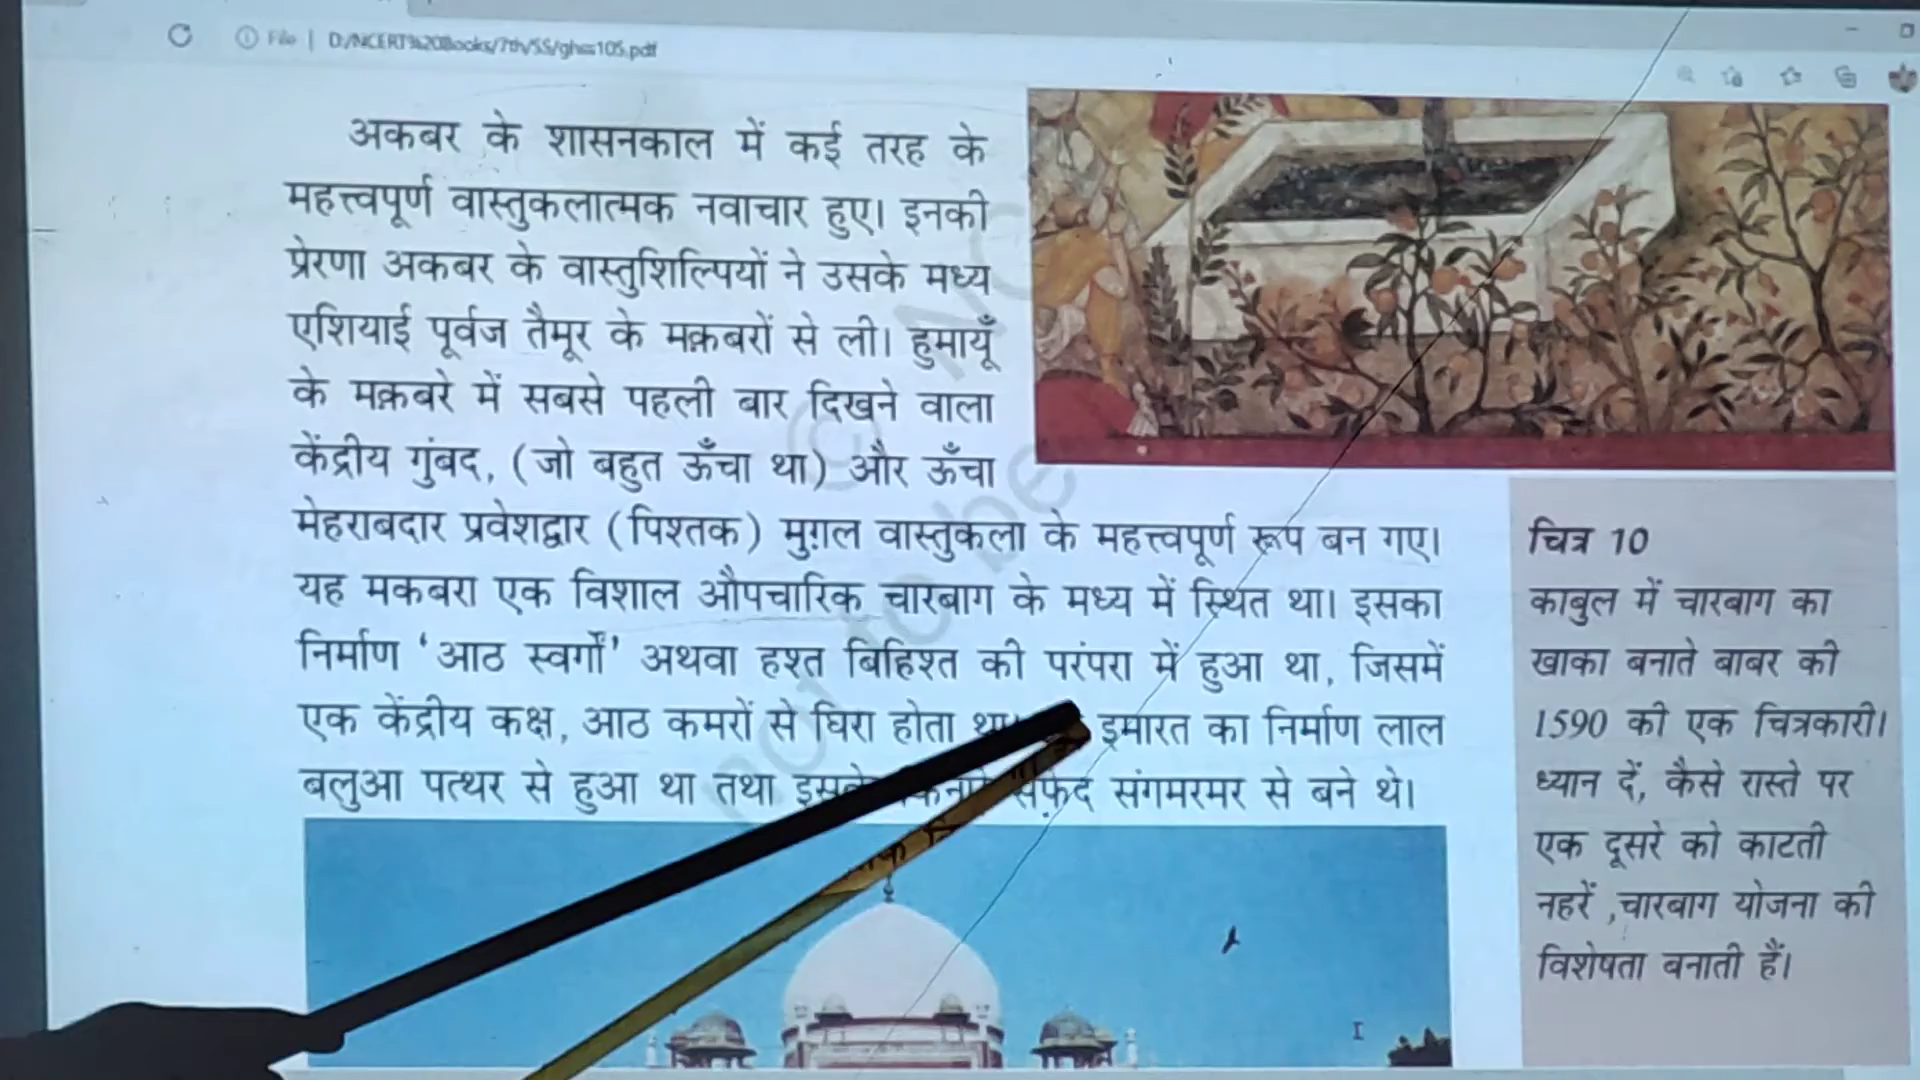 File | D:/NCERT%20Books/7th/SS/ghss105.pdf
अकबर के शासनकाल में कई तरह के
महत्त्वपूर्ण वास्तुकलात्मक नवाचार हुए। इनकी
प्रेरणा अकबर के वास्तुशिल्पियों ने उसके मध्य
एशियाई पूर्वज तैमूर के मक़बरों से ली। हुमायूँ
के मक़बरे में सबसे पहली बार दिखने वाला
केंद्रीय गुंबद, (जो बहुत ऊँचा था) और ऊँचा
मेहराबदार प्रवेशद्वार (पिश्तक) मुग़ल वास्तुकला के महत्त्वपूर्ण रूप बन गए।
यह मकबरा एक विशाल औपचारिक चारबाग के मध्य में स्थित था। इसका
निर्माण ‘आठ स्वर्गों’ अथवा हश्त बिहिश्त की परंपरा में हुआ था, जिसमें
एक केंद्रीय कक्ष, आठ कमरों से घिरा होता इमारत का निर्माण लाल
बलुआ पत्थर से हुआ था तथा सफ़ेद संगमरमर से बने थे।
चित्र 10
काबुल में चारबाग का
खाका बनाते बाबर की
1590 की एक चित्रकारी।
ध्यान दें, कैसे रास्ते पर
एक दूसरे को काटती
नहरें ,चारबाग योजना की
विशेषता बनाती हैं।